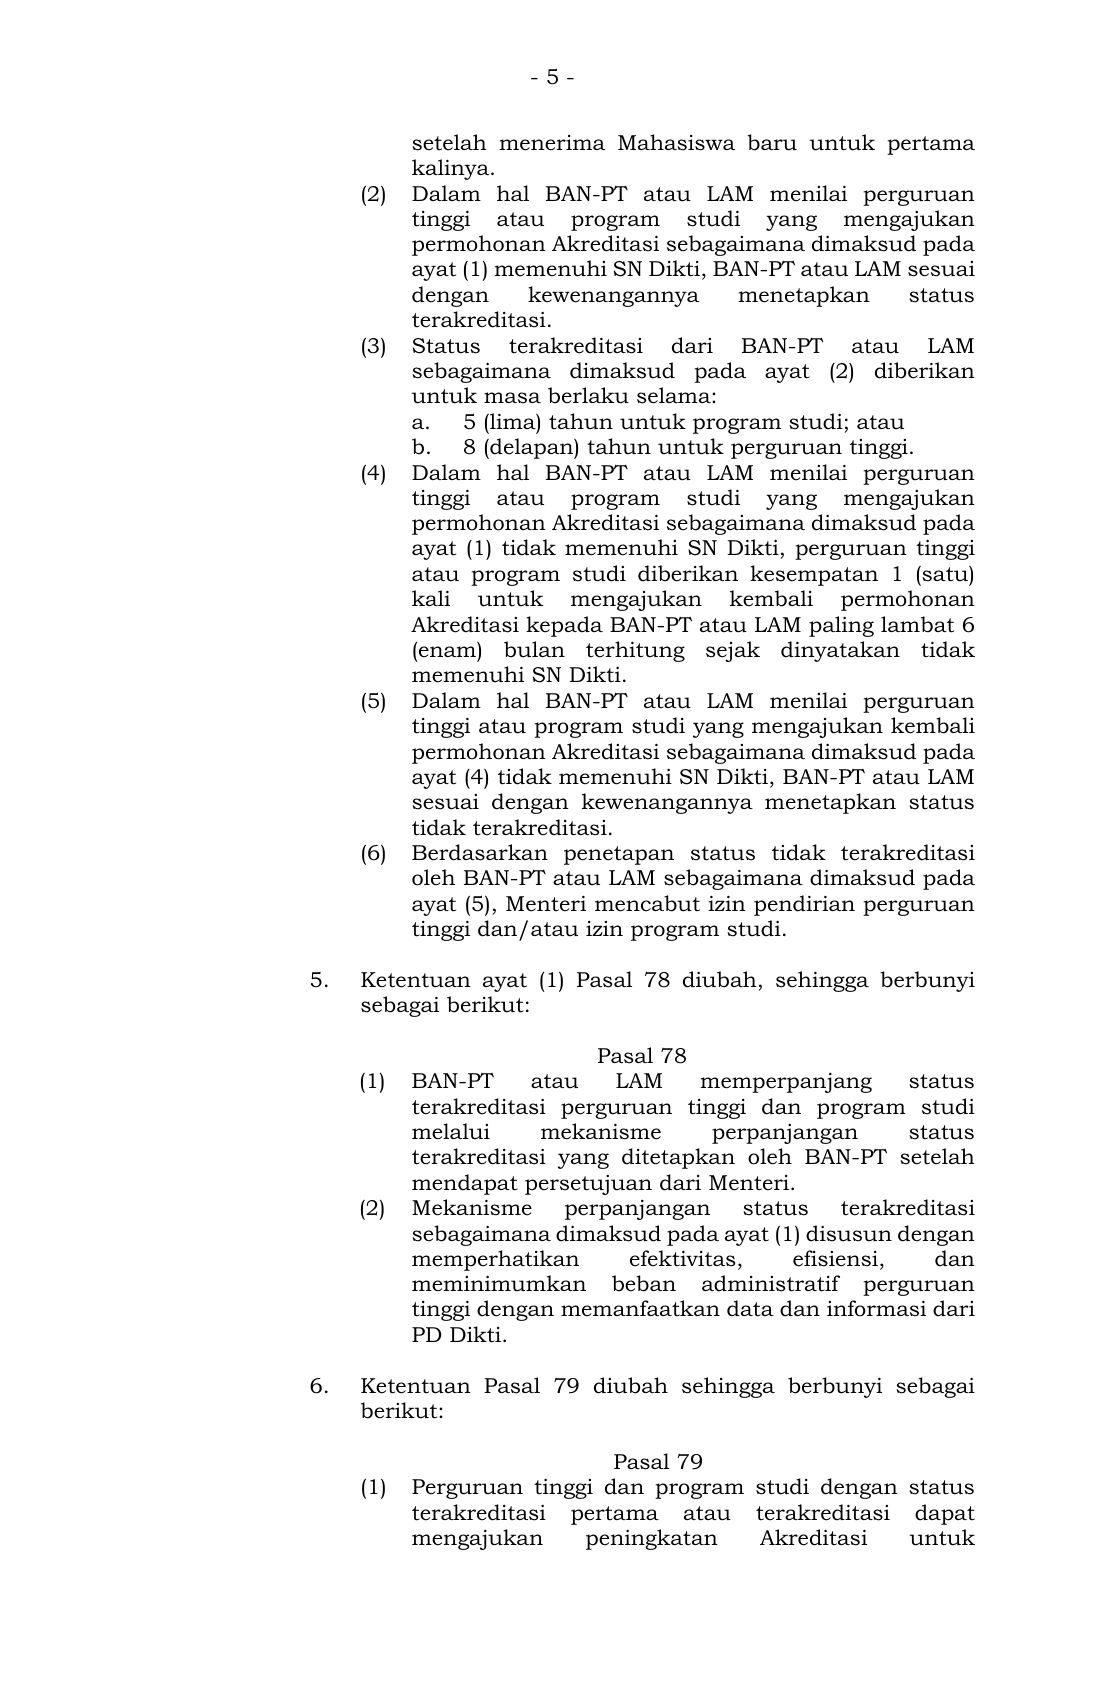 - 5 -
setelah menerima Mahasiswa baru untuk pertama
kalinya.
(2) Dalam hal BAN-PT atau LAM menilai perguruan
tinggi atau program studi yang mengajukan
permohonan Akreditasi sebagaimana dimaksud pada
ayat (1) memenuhi SN Dikti, BAN-PT atau LAM sesuai
dengan kewenangannya menetapkan status
terakreditasi.
(3) Status terakreditasi dari BAN-PT atau LAM
sebagaimana dimaksud pada ayat (2) diberikan
untuk masa berlaku selama:
a. 5 (lima) tahun untuk program studi; atau
b. 8 (delapan) tahun untuk perguruan tinggi.
(4) Dalam hal BAN-PT atau LAM menilai perguruan
tinggi atau program studi yang mengajukan
permohonan Akreditasi sebagaimana dimaksud pada
ayat (1) tidak memenuhi SN Dikti, perguruan tinggi
atau program studi diberikan kesempatan 1 (satu)
kali untuk mengajukan kembali permohonan
Akreditasi kepada BAN-PT atau LAM paling lambat 6
(enam) bulan terhitung sejak dinyatakan tidak
memenuhi SN Dikti.
(5) Dalam hal BAN-PT atau LAM menilai perguruan
tinggi atau program studi yang mengajukan kembali
permohonan Akreditasi sebagaimana dimaksud pada
ayat (4) tidak memenuhi SN Dikti, BAN-PT atau LAM
sesuai dengan kewenangannya menetapkan status
tidak terakreditasi.
(6) Berdasarkan penetapan status tidak terakreditasi
oleh BAN-PT atau LAM sebagaimana dimaksud pada
ayat (5), Menteri mencabut izin pendirian perguruan
tinggi dan/atau izin program studi.
5. Ketentuan ayat (1) Pasal 78 diubah, sehingga berbunyi
sebagai berikut:
Pasal 78
(1) BAN-PT atau LAM memperpanjang status
terakreditasi perguruan tinggi dan program studi
melalui mekanisme perpanjangan status
terakreditasi yang ditetapkan oleh BAN-PT setelah
mendapat persetujuan dari Menteri.
(2) Mekanisme perpanjangan status terakreditasi
sebagaimana dimaksud pada ayat (1) disusun dengan
memperhatikan efektivitas, efisiensi, dan
meminimumkan beban administratif perguruan
tinggi dengan memanfaatkan data dan informasi dari
PD Dikti.
6. Ketentuan Pasal 79 diubah sehingga berbunyi sebagai
berikut:
Pasal 79
(1) Perguruan tinggi dan program studi dengan status
terakreditasi pertama atau terakreditasi dapat
mengajukan peningkatan Akreditasi untuk